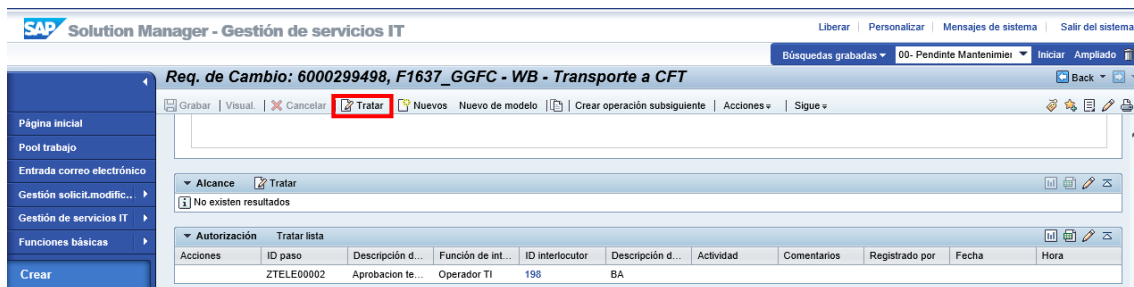 SAP Solution Manager - Gestión de servicios IT
Liberar Personalizar Mensajes de sistema Salir del sistema
Búsquedas grabadas 00- Pendinte Mantenimie Iniciar Ampliado
Req. de Cambio: 6000299498, F1637_GGFC - WB - Transporte a CFT
Back
Grabar Visual. Cancelar Tratar Nuevos Nuevo de modelo Crear operación subsiguiente Acciones Sigue
Página inicial
Pool trabajo
Entrada correo electrónico
Gestión solicit.modific...
Gestión de servicios IT
Funciones básicas
Crear
Alcance Tratar
No existen resultados
Autorización Tratar lista
Acciones ID paso Descripción d... Función de int... ID interlocutor Descripción d... Actividad Comentarios Registrado por Fecha Hora
ZTELE00002 Aprobacion te... Operador TI 198 BA